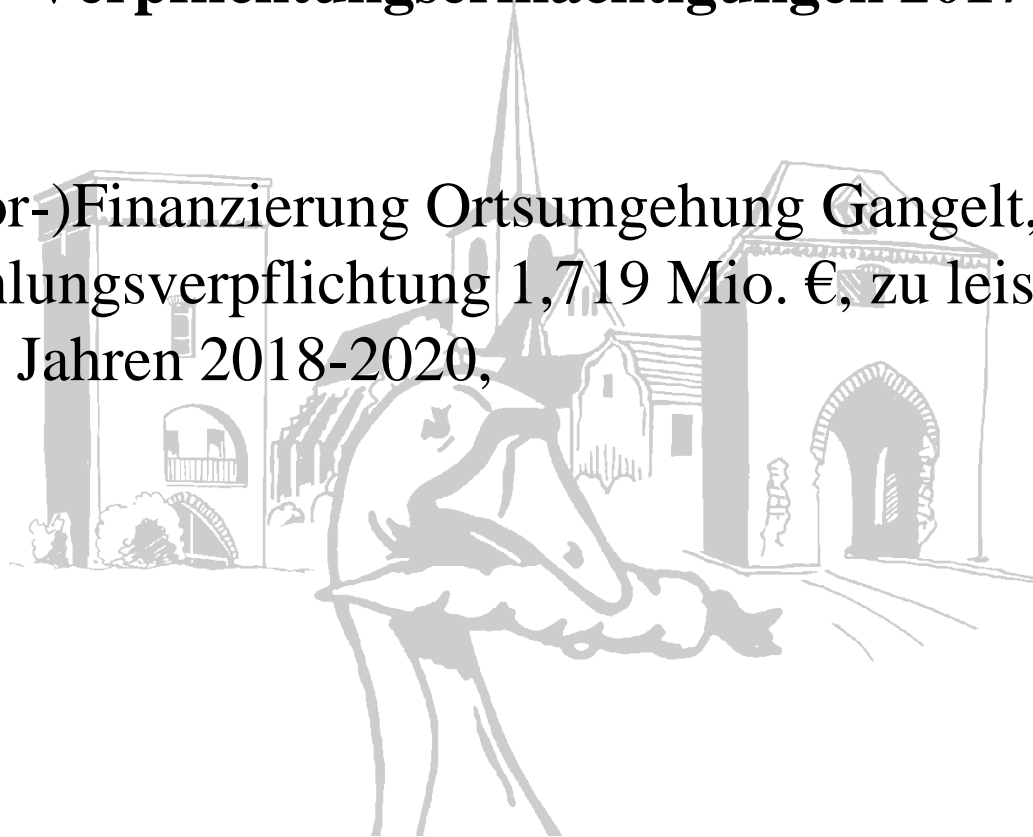 Verpflichtungsermächtigungen 2017
or-)Finanzierung Ortsumgehung Gangelt,
hlungsverpflichtung 1,719 Mio. €, zu leis
Jahren 2018-2020,